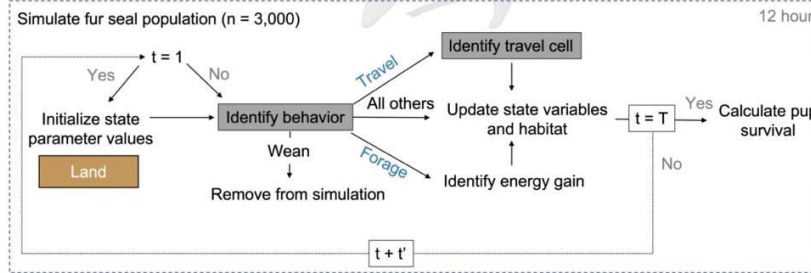 Simulate fur seal population (n = 3,000)
12 hour
t = 1
Yes
No
Initialize state
parameter values
Land
Identify behavior
Travel
All others
Forage
Wean
Remove from simulation
Identify travel cell
Update state variables
and habitat
Identify energy gain
t = T
Yes
No
Calculate pup
survival
t + t'